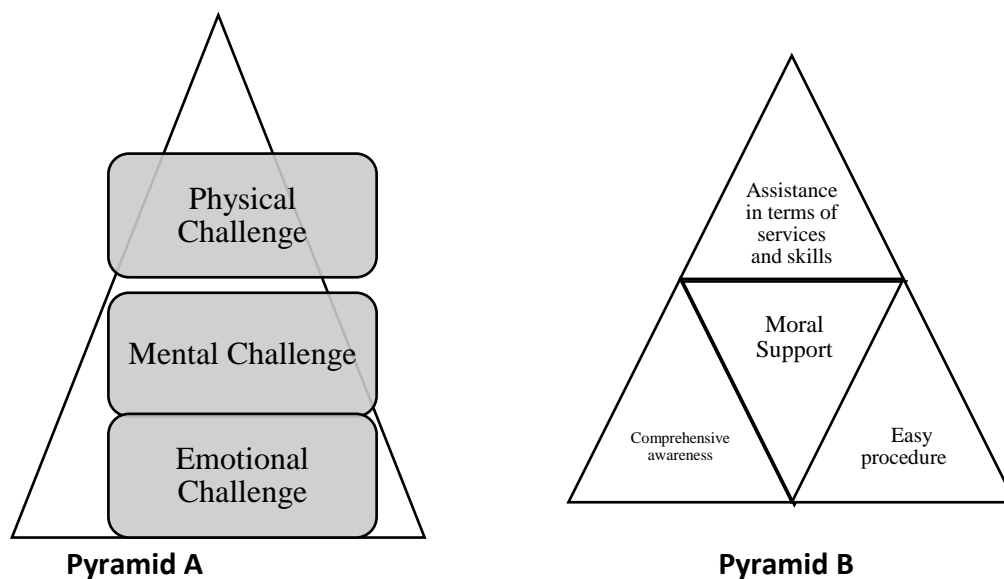 Physical
Challenge
Mental Challenge
Emotional
Challenge
Pyramid A
Assistance
in terms of
services
and skills
Moral
Support
Comprehensive
awareness
Easy
procedure
Pyramid B